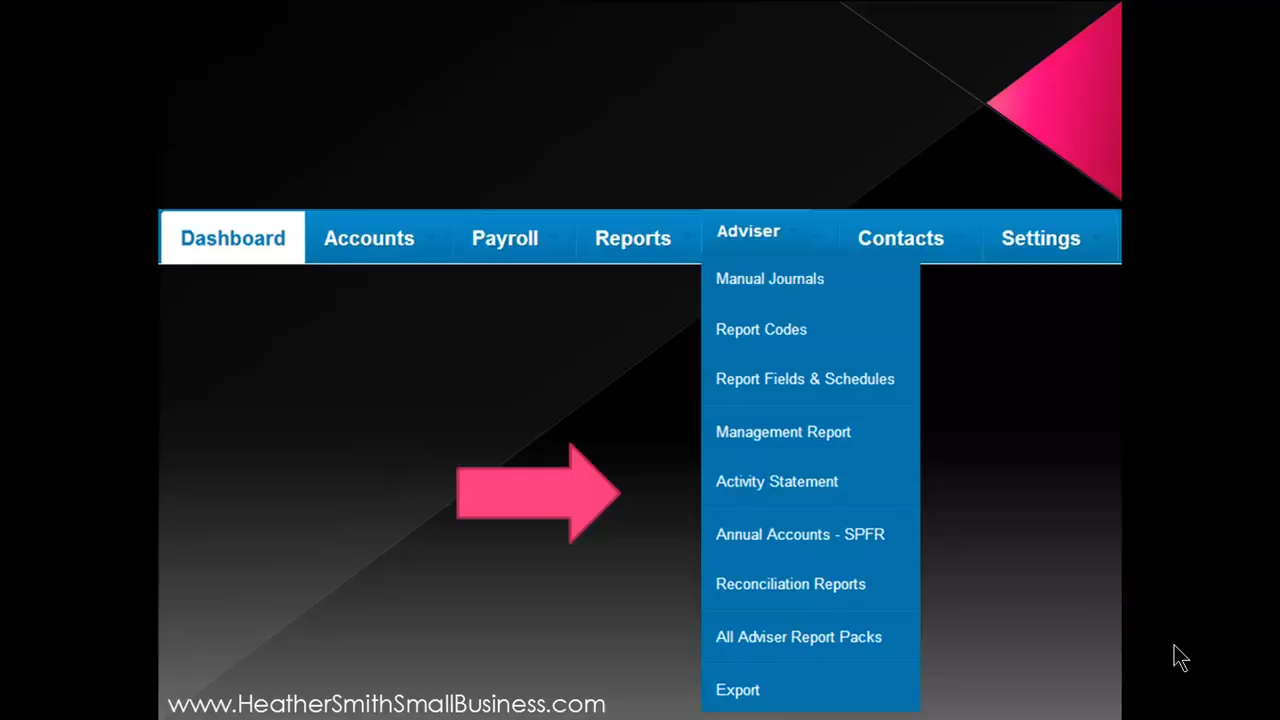 Dashboard Accounts Payroll Reports Adviser Contacts Settings
Manual Journals
Report Codes
Report Fields & Schedules
Management Report
Activity Statement
Annual Accounts - SPFR
Reconciliation Reports
All Adviser Report Packs
Export
www.HeatherSmithSmallBusiness.com